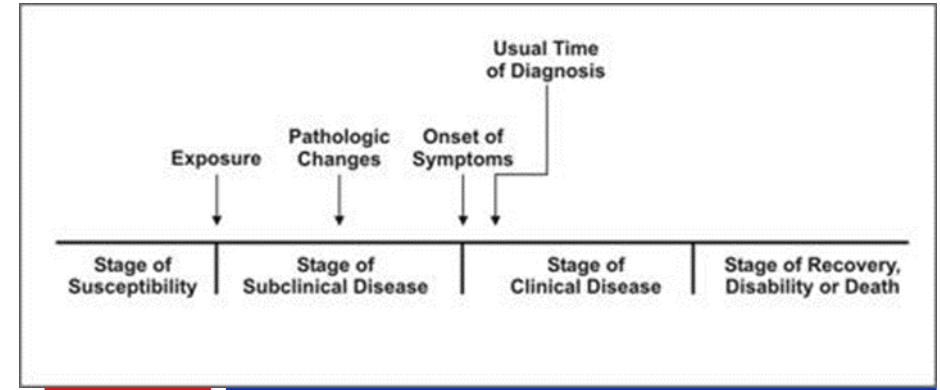 Usual Time
of Diagnosis
Pathologic
Changes
Onset of
Symptoms
Exposure
Stage of
Susceptibility
Stage of
Subclinical Disease
Stage of
Clinical Disease
Stage of Recovery,
Disability or Death